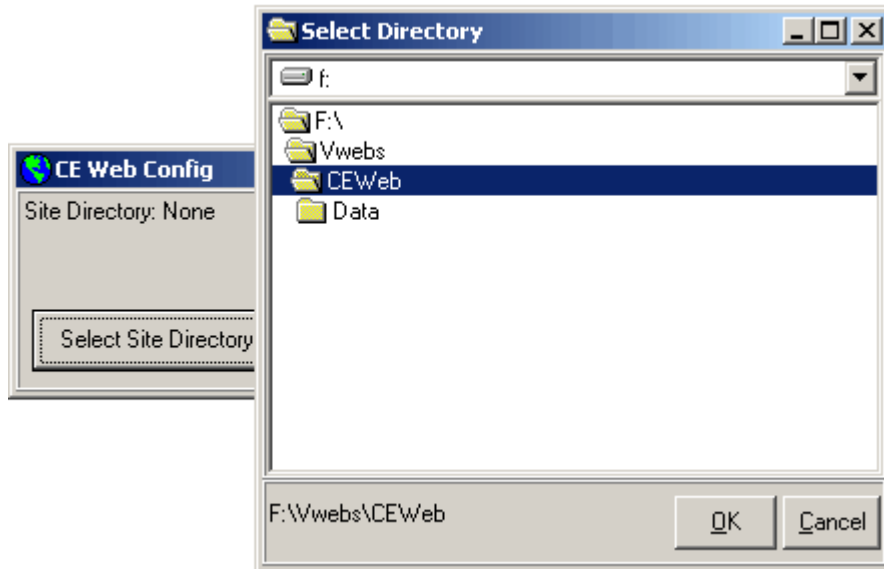 Select Directory
f:
F:\
Vwebs
CEWeb
Data
F:\Vwebs\CEWeb
OK
Cancel
CE Web Config
Site Directory: None
Select Site Directory